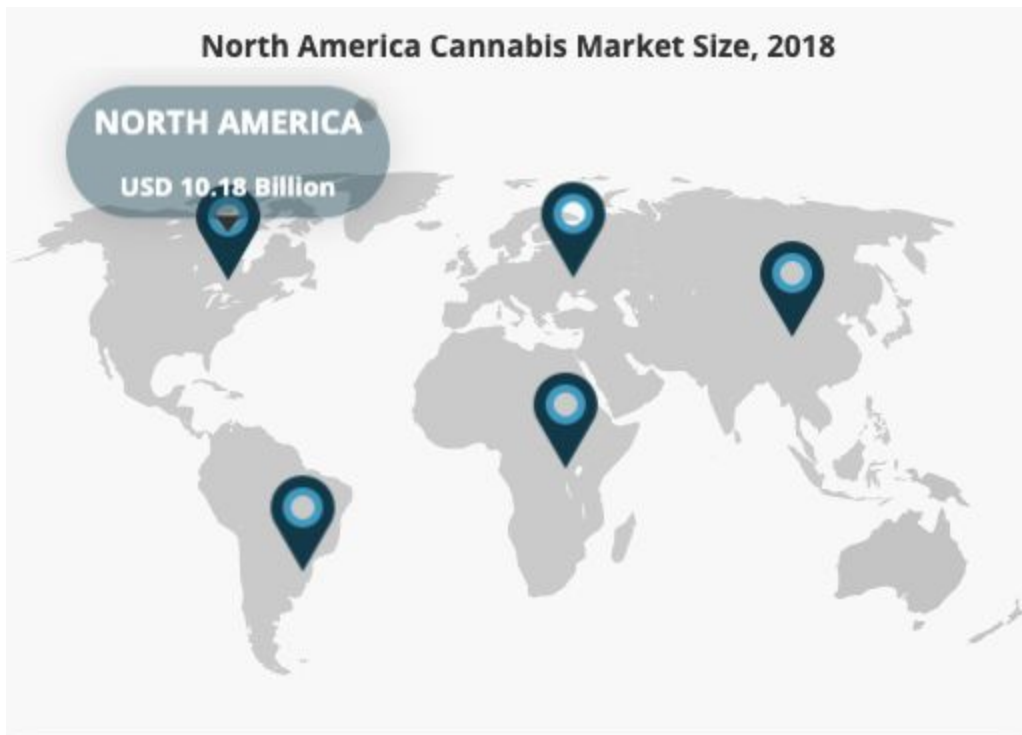 North America Cannabis Market Size, 2018
NORTH AMERICA
USD 10.18 Billion